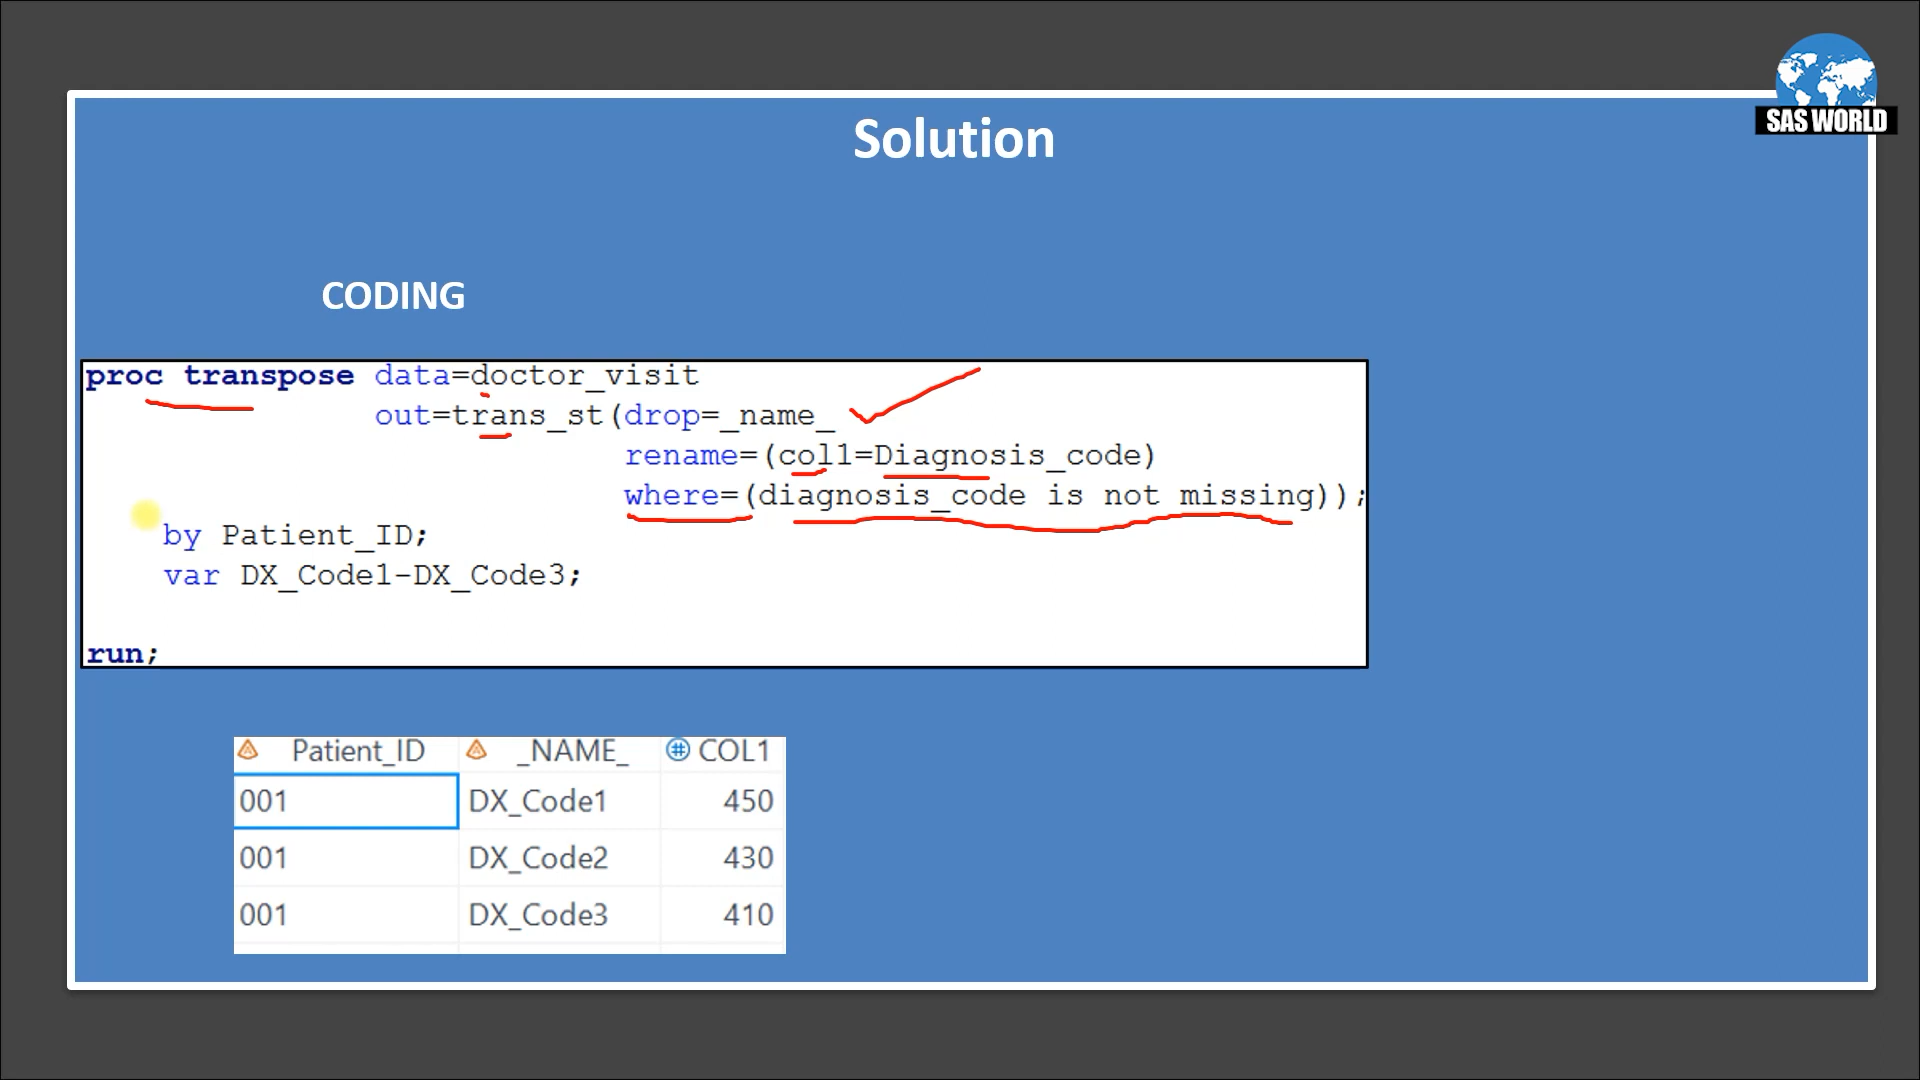 SAS WORLD
Solution
CODING
proc transpose data=doctor_visit
out=trans_st(drop=_name_
rename=(col1=Diagnosis_code)
where=(diagnosis_code is not missing));
by Patient_ID;
var DX_Code1-DX_Code3;
run;
Patient_ID _NAME_ COL1
001 DX_Code1 450
001 DX_Code2 430
001 DX_Code3 410